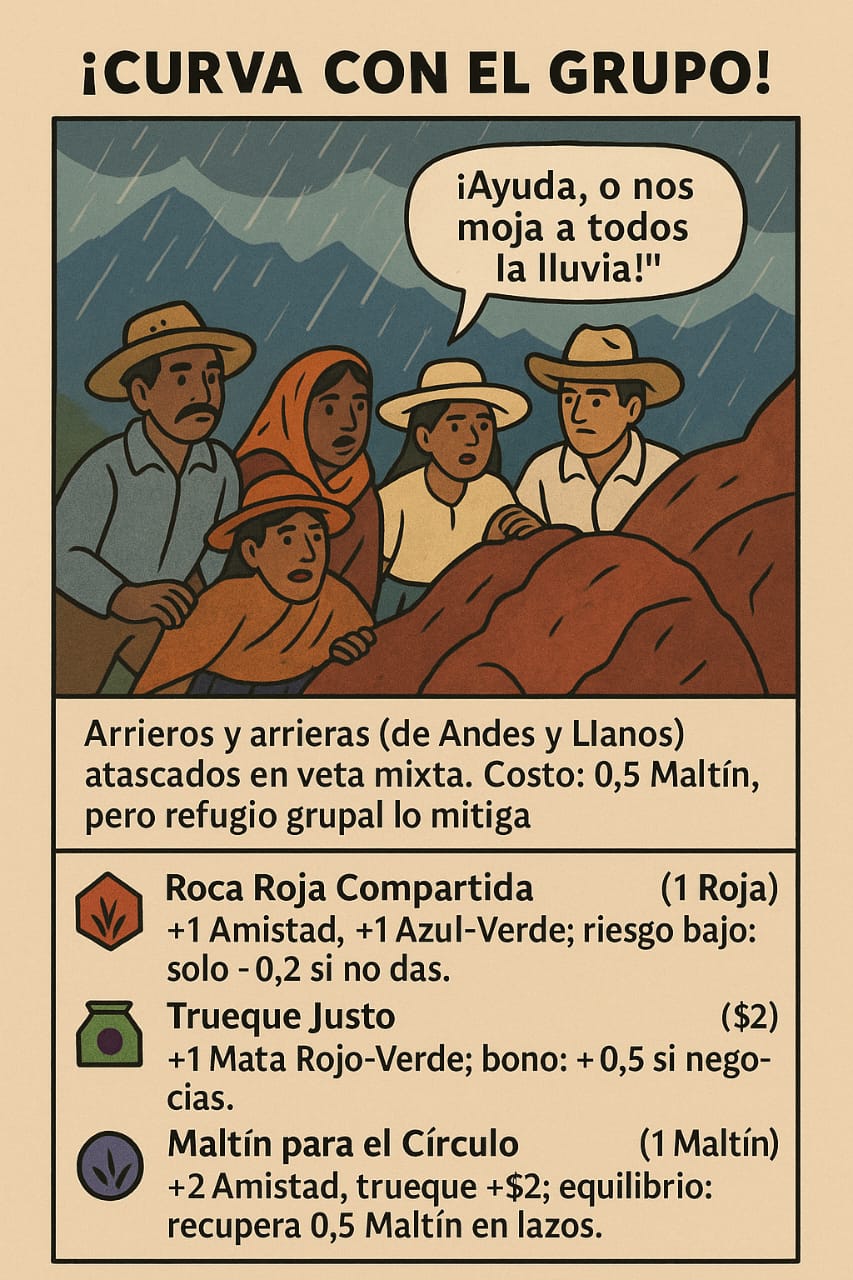 ¡CURVA CON EL GRUPO!
¡Ayuda, o nos
moja a todos
la lluvia!"
Arrieros y arrieras (de Andes y Llanos)
atascados en veta mixta. Costo: 0,5 Maltín,
pero refugio grupal lo mitiga
Roca Roja Compartida (1 Roja)
+1 Amistad, +1 Azul-Verde; riesgo bajo:
solo - 0,2 si no das.
Trueque Justo ($2)
+1 Mata Rojo-Verde; bono: + 0,5 si nego-
cias.
Maltín para el Círculo (1 Maltín)
+2 Amistad, trueque +$2; equilibrio:
recupera 0,5 Maltín en lazos.